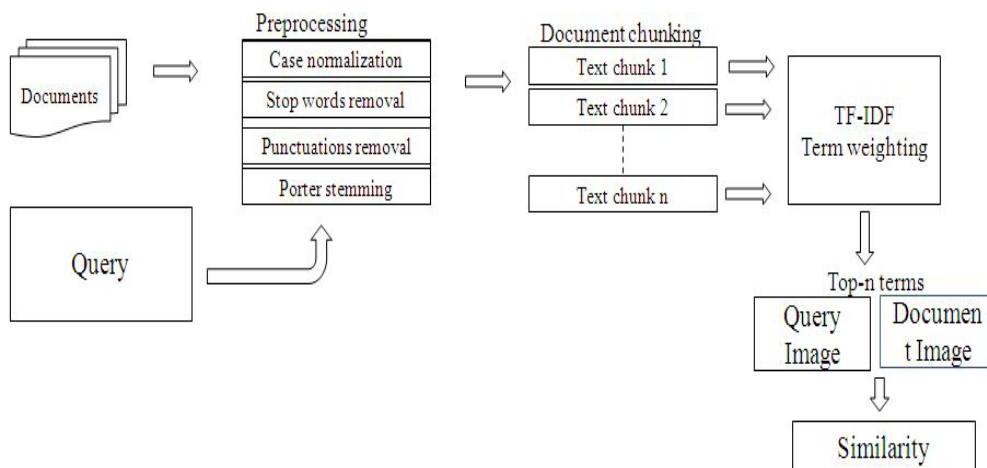 Preprocessing
Documents
Case normalization
Stop words removal
Punctuations removal
Porter stemming
Query
Document chunking
Text chunk 1
Text chunk 2
Text chunk n
TF-IDF
Term weighting
Top-n terms
Query
Image
Documen
t Image
Similarity